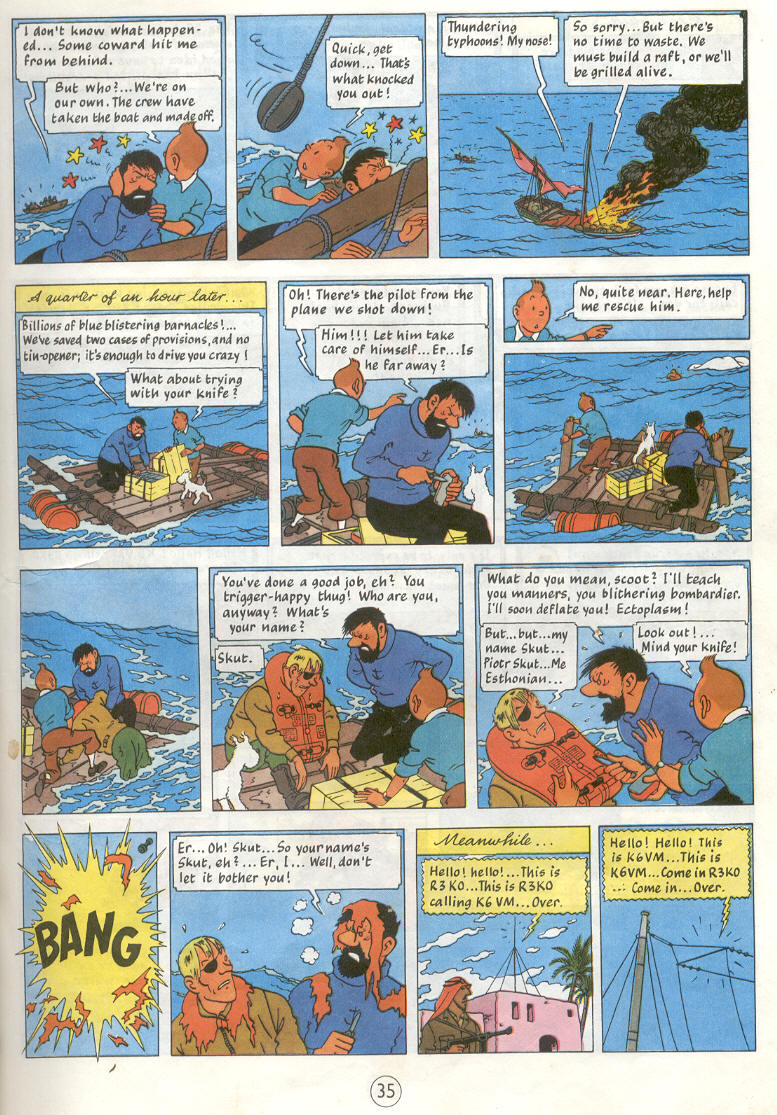 I don't know what happen-
ed... Some coward hit me
from behind.
But who?...We're on
our own. The crew have
taken the boat and made off.
Quick, get
down... That's
what knocked
you out!
Thundering
typhoons! My nose!
So sorry...But there's
no time to waste. We
must build a raft, or we'll
be grilled alive.
A quarter of an hour later...
Billions of blue blistering barnacles!...
We've saved two cases of provisions, and no
tin-opener; it's enough to drive you crazy!
What about trying
with your knife?
Oh! There's the pilot from the
plane we shot down!
Him!!! Let him take
care of himself...Er...Is
he far away?
No, quite near. Here, help
me rescue him.
You've done a good job, eh? You
trigger-happy thug! Who are you,
anyway? What's
your name?
Skut.
What do you mean, scoot? I'll teach
you manners, you blithering bombardier.
I'll soon deflate you! Ectoplasm!
But...but...my
name Skut...
Piotr Skut...Me
Esthonian...
Look out!...
Mind your knife!
BANG
Er... Oh! Skut...So your name's
Skut, eh?... Er, I... Well, don't
let it bother you!
Meanwhile...
Hello! hello!...This is
R3KO...This is R3KO
calling K6VM...Over.
Hello! Hello! This
is K6VM...This is
K6VM...Come in R3KO
... Come in...Over.
35